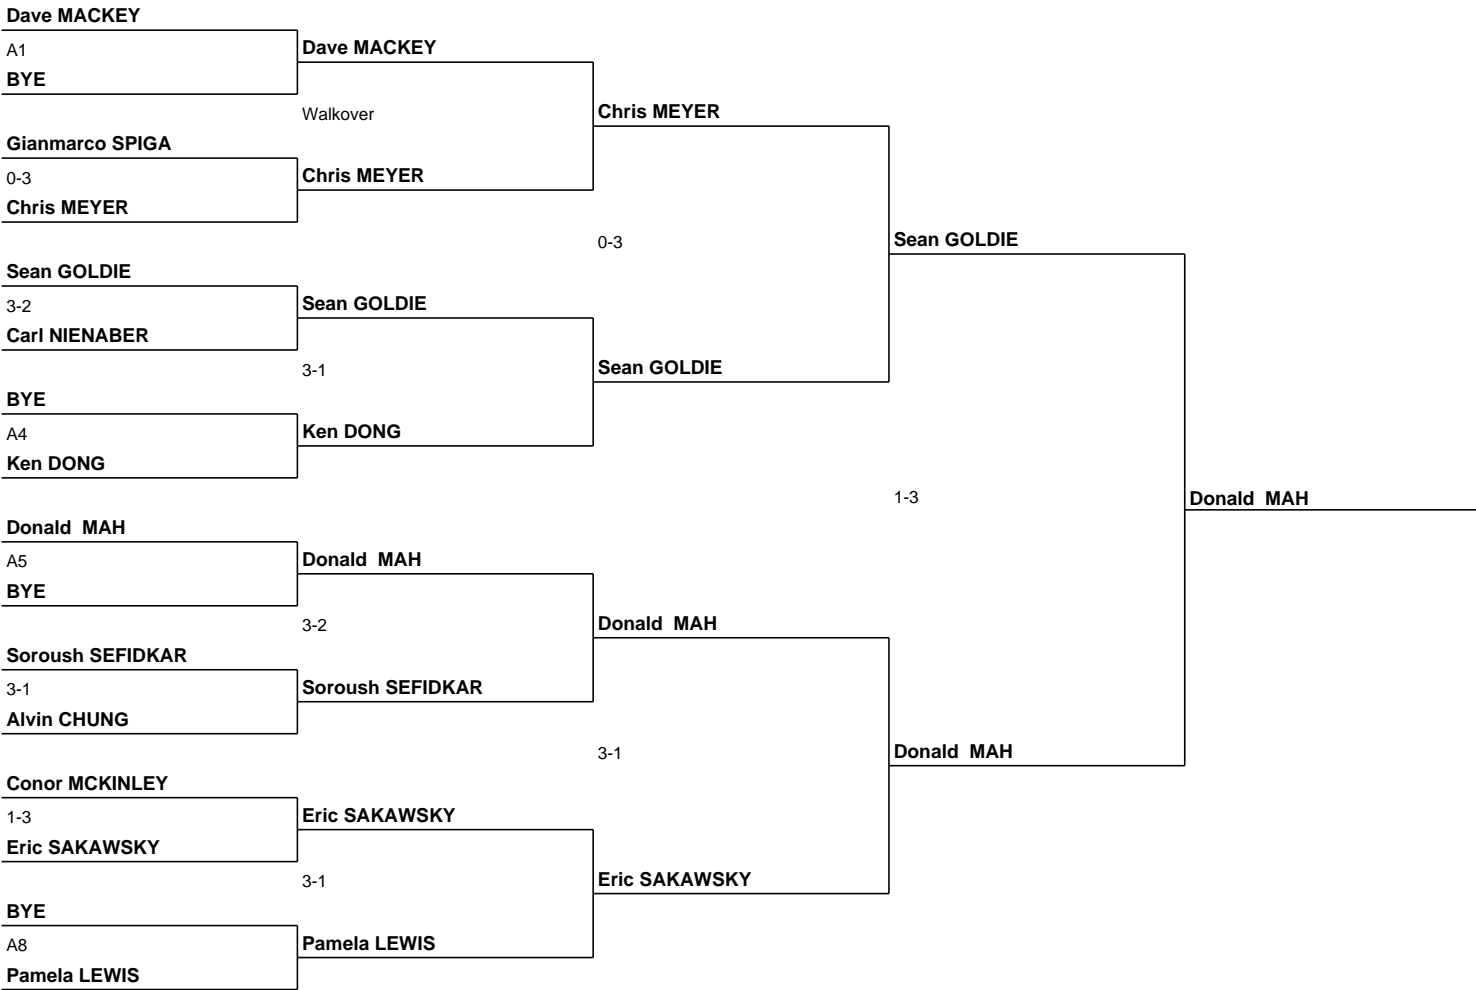 Dave MACKEY
A1
BYE
Gianmarco SPIGA
0-3
Chris MEYER
Sean GOLDIE
3-2
Carl NIENABER
BYE
A4
Ken DONG
Donald  MAH
A5
BYE
Soroush SEFIDKAR
3-1
Alvin CHUNG
Conor MCKINLEY
1-3
Eric SAKAWSKY
BYE
A8
Pamela LEWIS
Dave MACKEY
Walkover
Chris MEYER
Sean GOLDIE
3-1
Ken DONG
Donald  MAH
3-2
Soroush SEFIDKAR
Eric SAKAWSKY
3-1
Pamela LEWIS
Chris MEYER
0-3
Sean GOLDIE
Donald  MAH
3-1
Eric SAKAWSKY
Sean GOLDIE
1-3
Donald  MAH
Donald  MAH